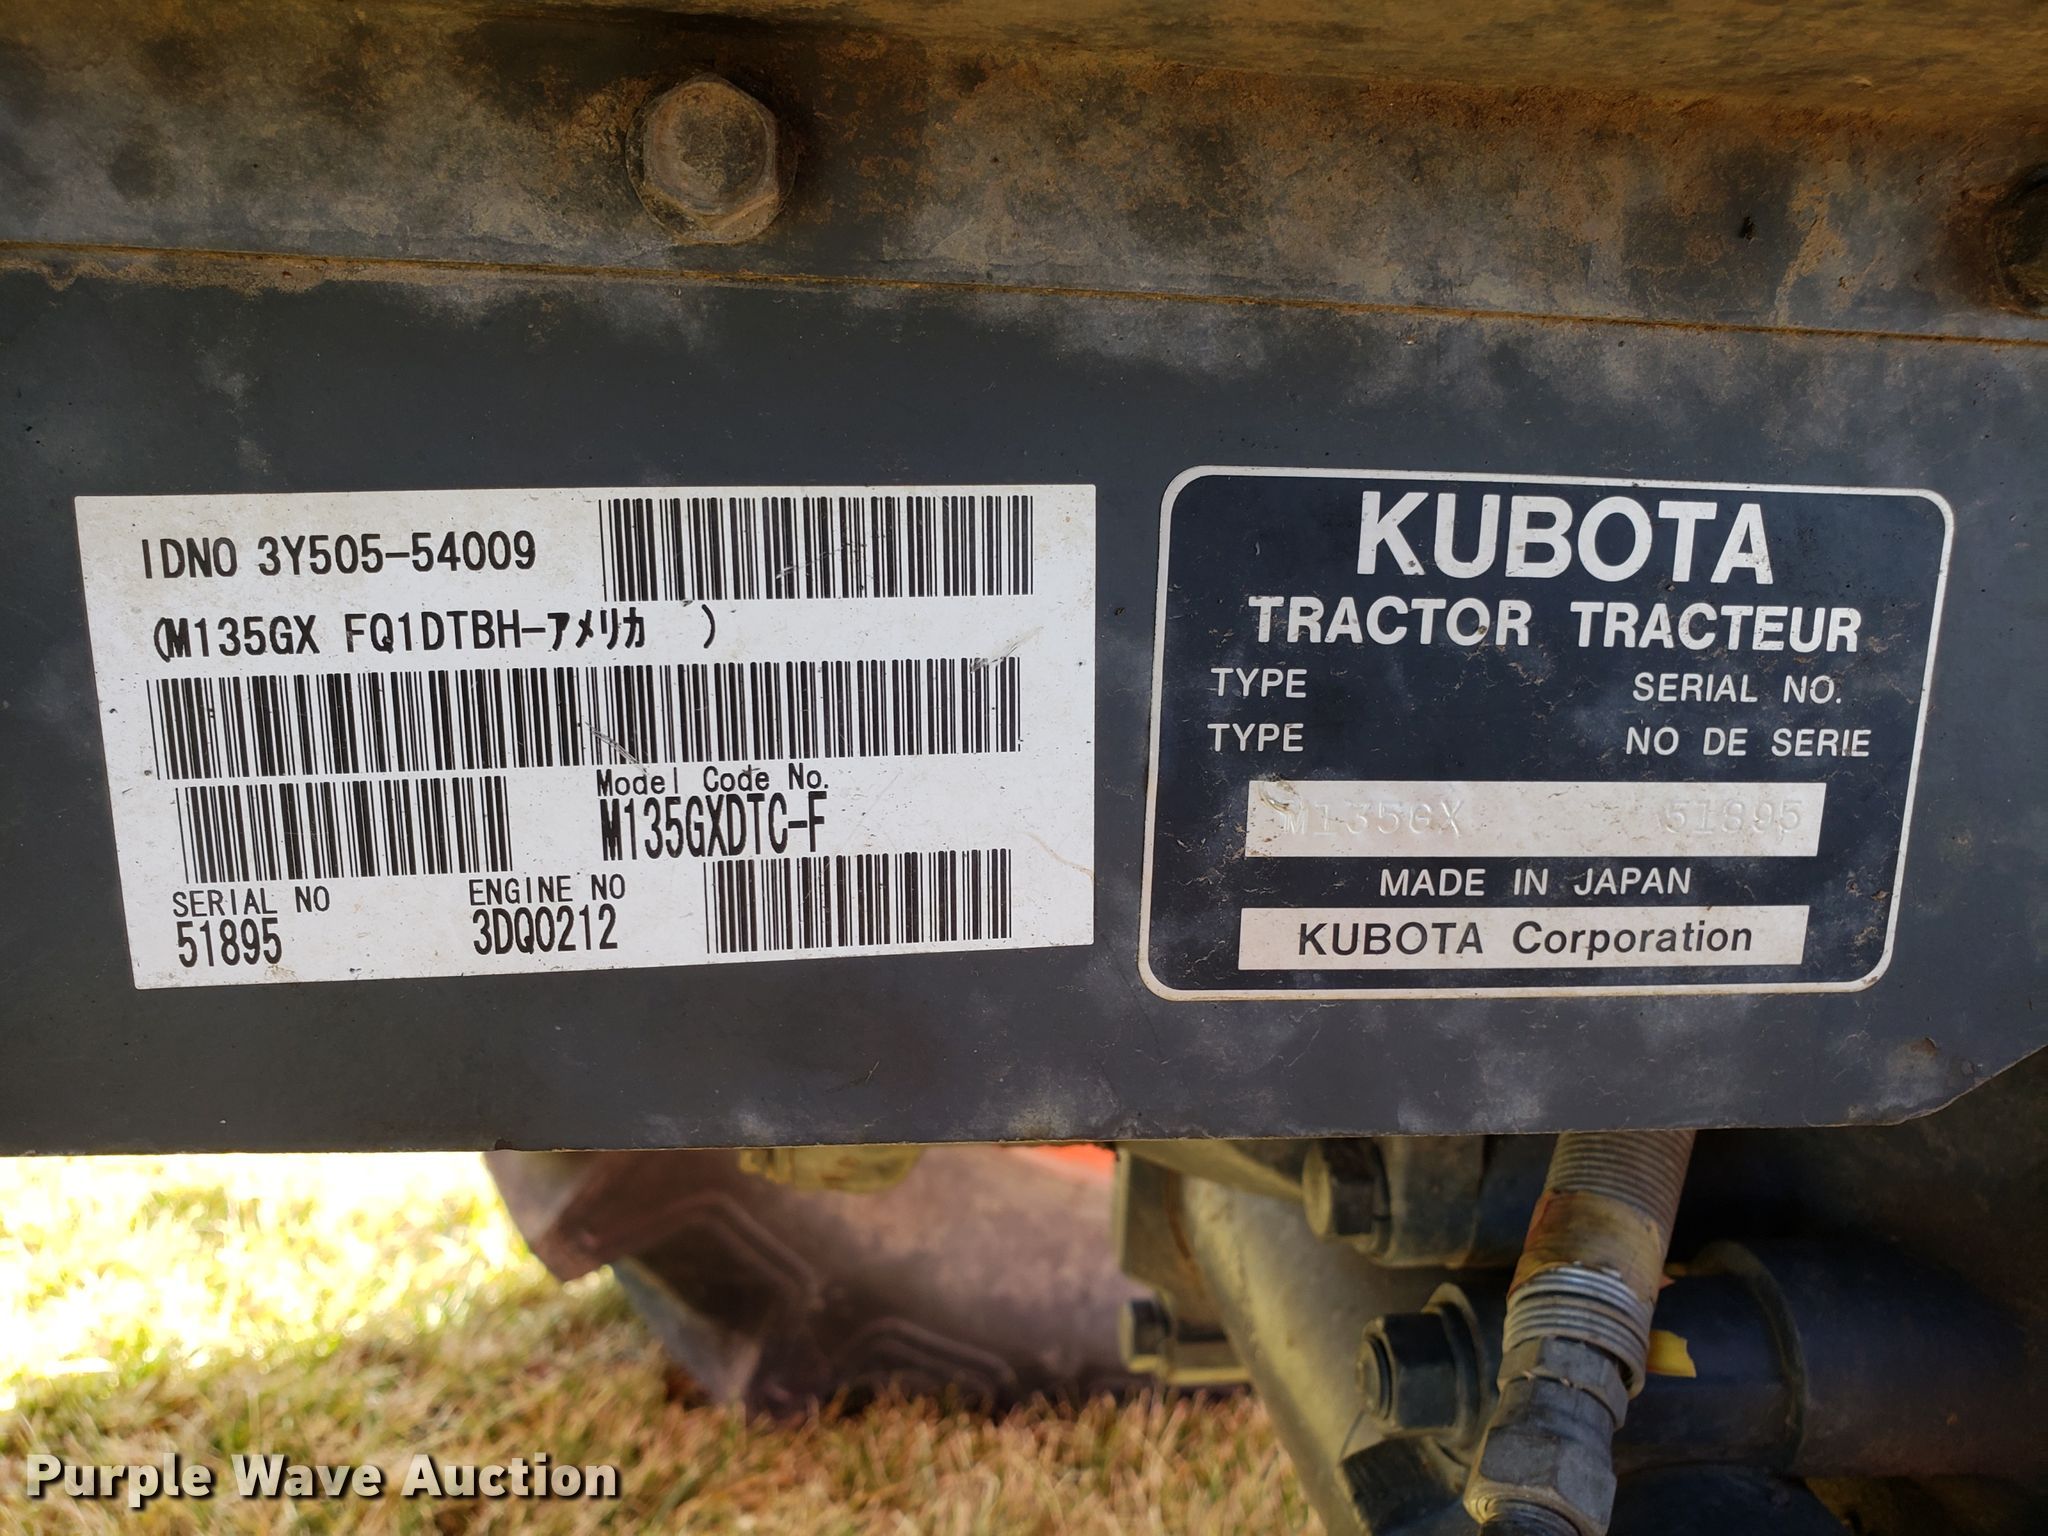 IDNO 3Y505-54009
(M135GX FQ1DTBH-アメリカ )
Model Code No.
M135GXDTC-F
SERIAL NO
51895
ENGINE NO
3DQ0212
KUBOTA
TRACTOR TRACTEUR
TYPE SERIAL NO.
TYPE NO DE SERIE
M135GX 51895
MADE IN JAPAN
KUBOTA Corporation
Purple Wave Auction